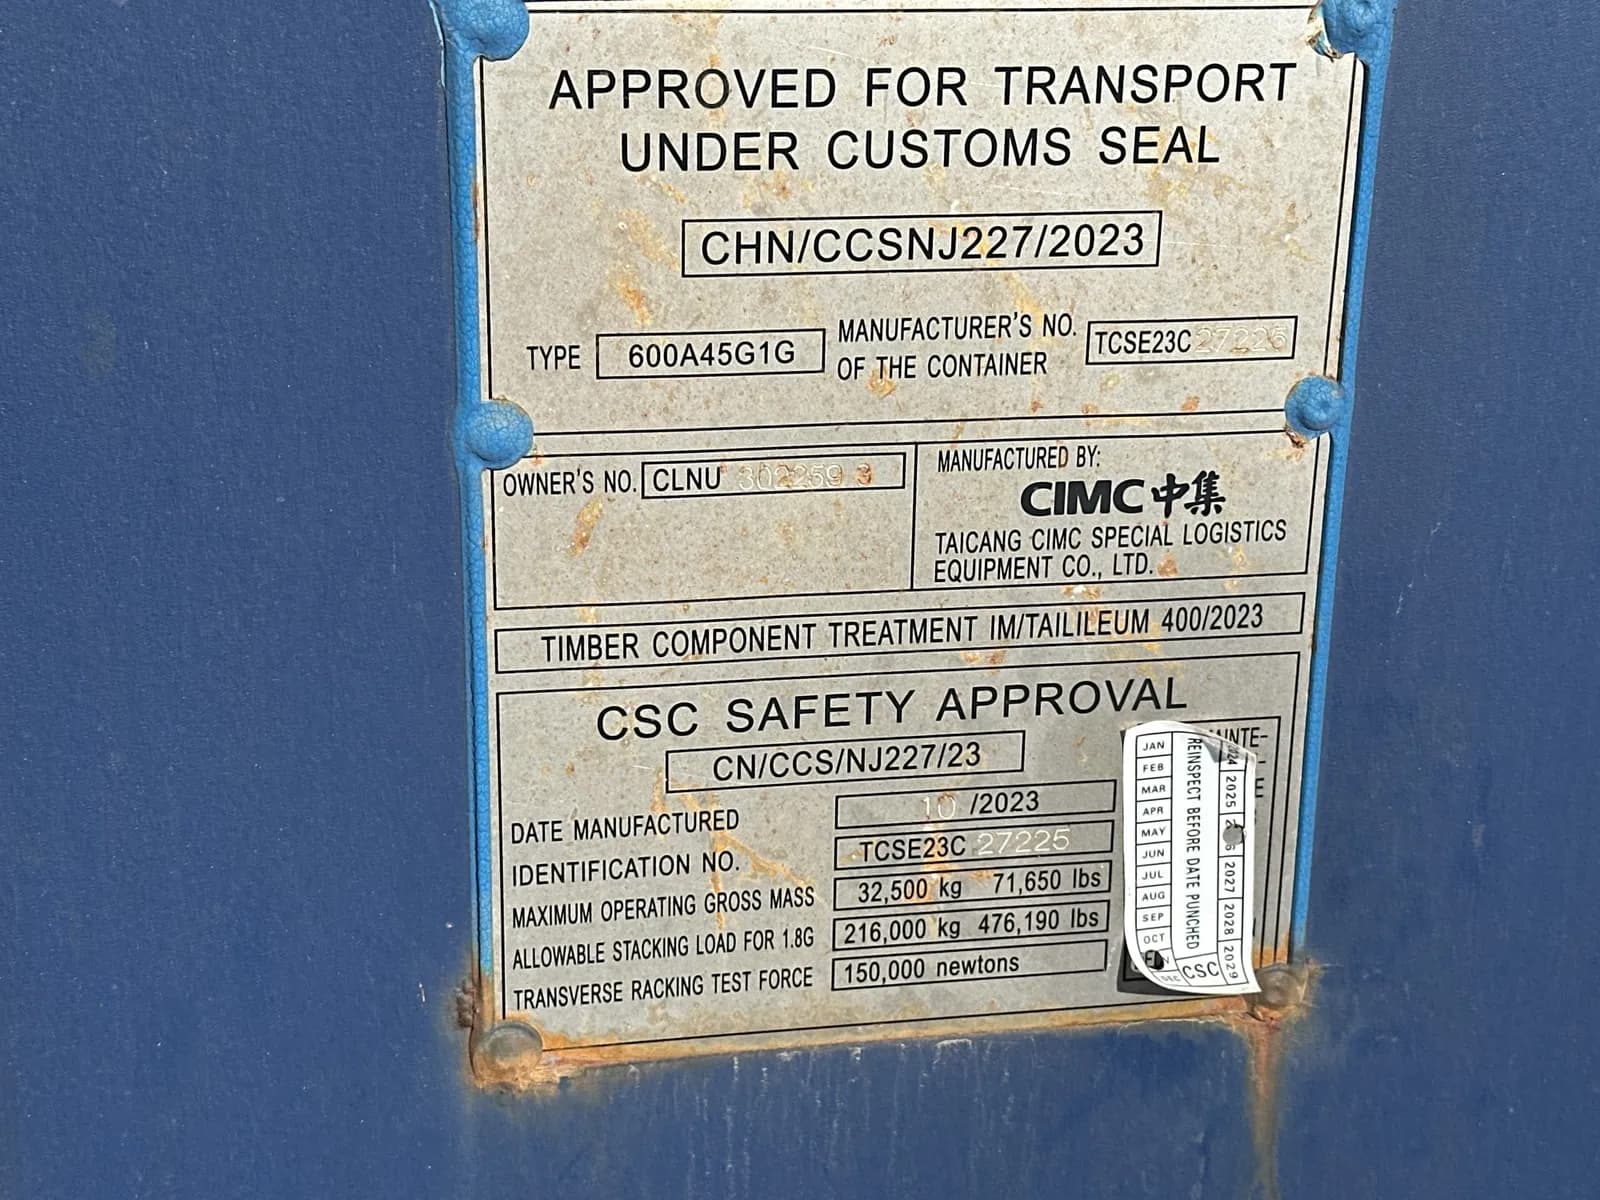 APPROVED FOR TRANSPORT
UNDER CUSTOMS SEAL
CHN/CCSNJ227/2023
TYPE 600A45G1G
MANUFACTURER'S NO.
OF THE CONTAINER
TCSE23C 27225
OWNER'S NO. CLNU 302259 3
MANUFACTURED BY:
CIMC中集
TAICANG CIMC SPECIAL LOGISTICS
EQUIPMENT CO., LTD.
TIMBER COMPONENT TREATMENT IM/TAILILEUM 400/2023
CSC SAFETY APPROVAL
CN/CCS/NJ227/23
DATE MANUFACTURED 10 /2023
IDENTIFICATION NO. TCSE23C 27225
MAXIMUM OPERATING GROSS MASS 32,500 kg 71,650 lbs
ALLOWABLE STACKING LOAD FOR 1.8G 216,000 kg 476,190 lbs
TRANSVERSE RACKING TEST FORCE 150,000 newtons
JAN
FEB
MAR
APR
MAY
JUN
JUL
AUG
SEP
OCT
DEC
REINSPECT BEFORE DATE PUNCHED
CSC
2025 2027 2028 2029